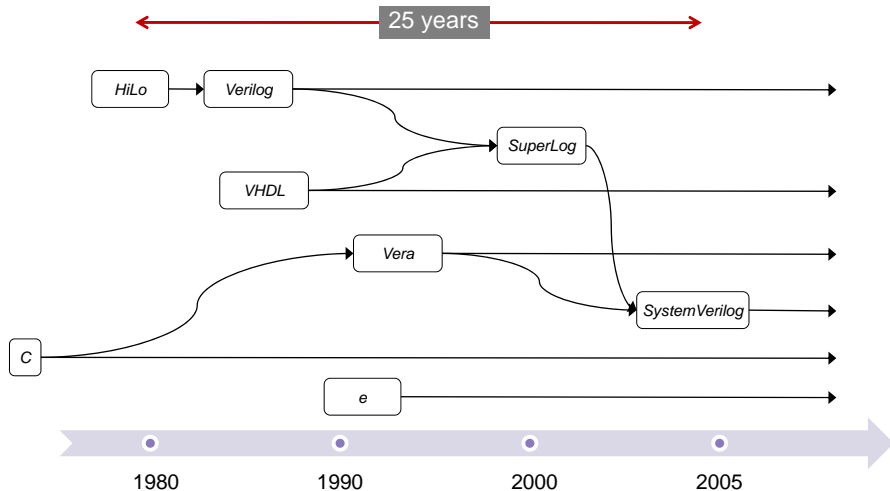 25 years
HiLo
Verilog
SuperLog
VHDL
Vera
SystemVerilog
C
e
1980
1990
2000
2005